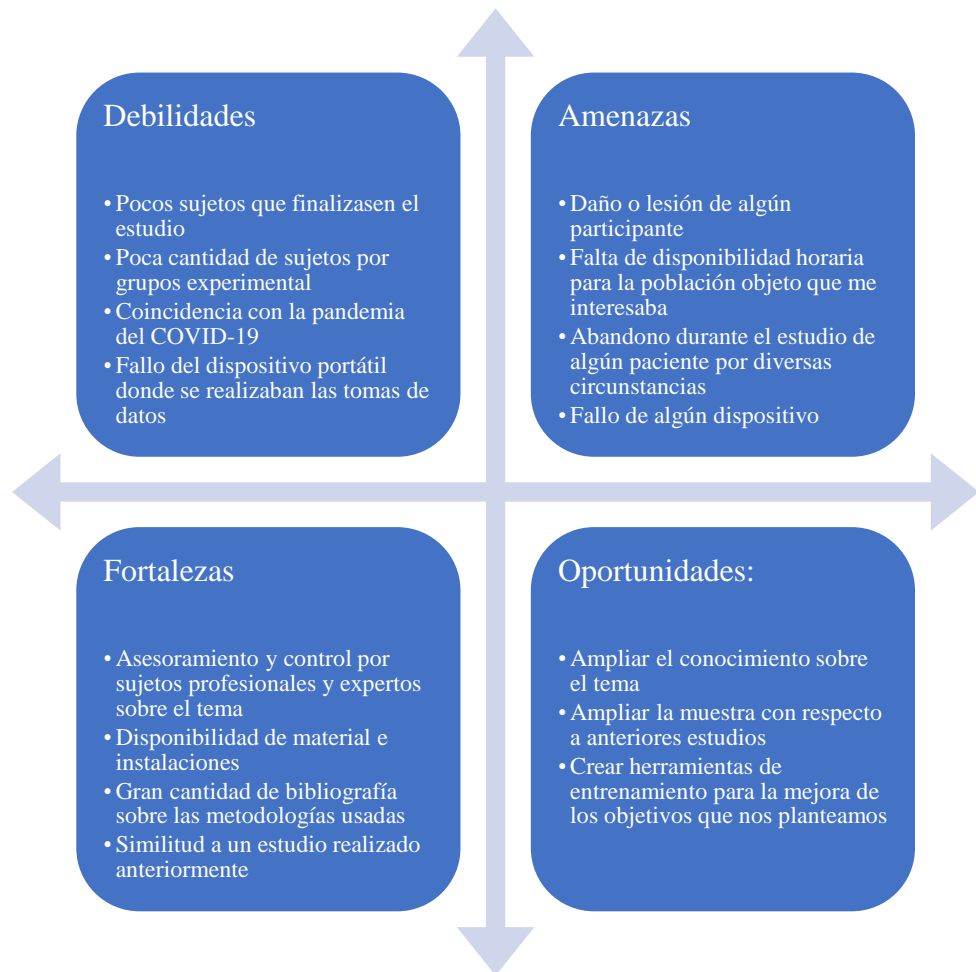 Debilidades
• Pocos sujetos que finalizasen el
estudio
• Poca cantidad de sujetos por
grupos experimental
• Coincidencia con la pandemia
del COVID-19
• Fallo del dispositivo portátil
donde se realizaban las tomas de
datos
Amenazas
• Daño o lesión de algún
participante
• Falta de disponibilidad horaria
para la población objeto que me
interesaba
• Abandono durante el estudio de
algún paciente por diversas
circunstancias
• Fallo de algún dispositivo
Fortalezas
• Asesoramiento y control por
sujetos profesionales y expertos
sobre el tema
• Disponibilidad de material e
instalaciones
• Gran cantidad de bibliografía
sobre las metodologías usadas
• Similitud a un estudio realizado
anteriormente
Oportunidades:
• Ampliar el conocimiento sobre
el tema
• Ampliar la muestra con respecto
a anteriores estudios
• Crear herramientas de
entrenamiento para la mejora de
los objetivos que nos planteamos